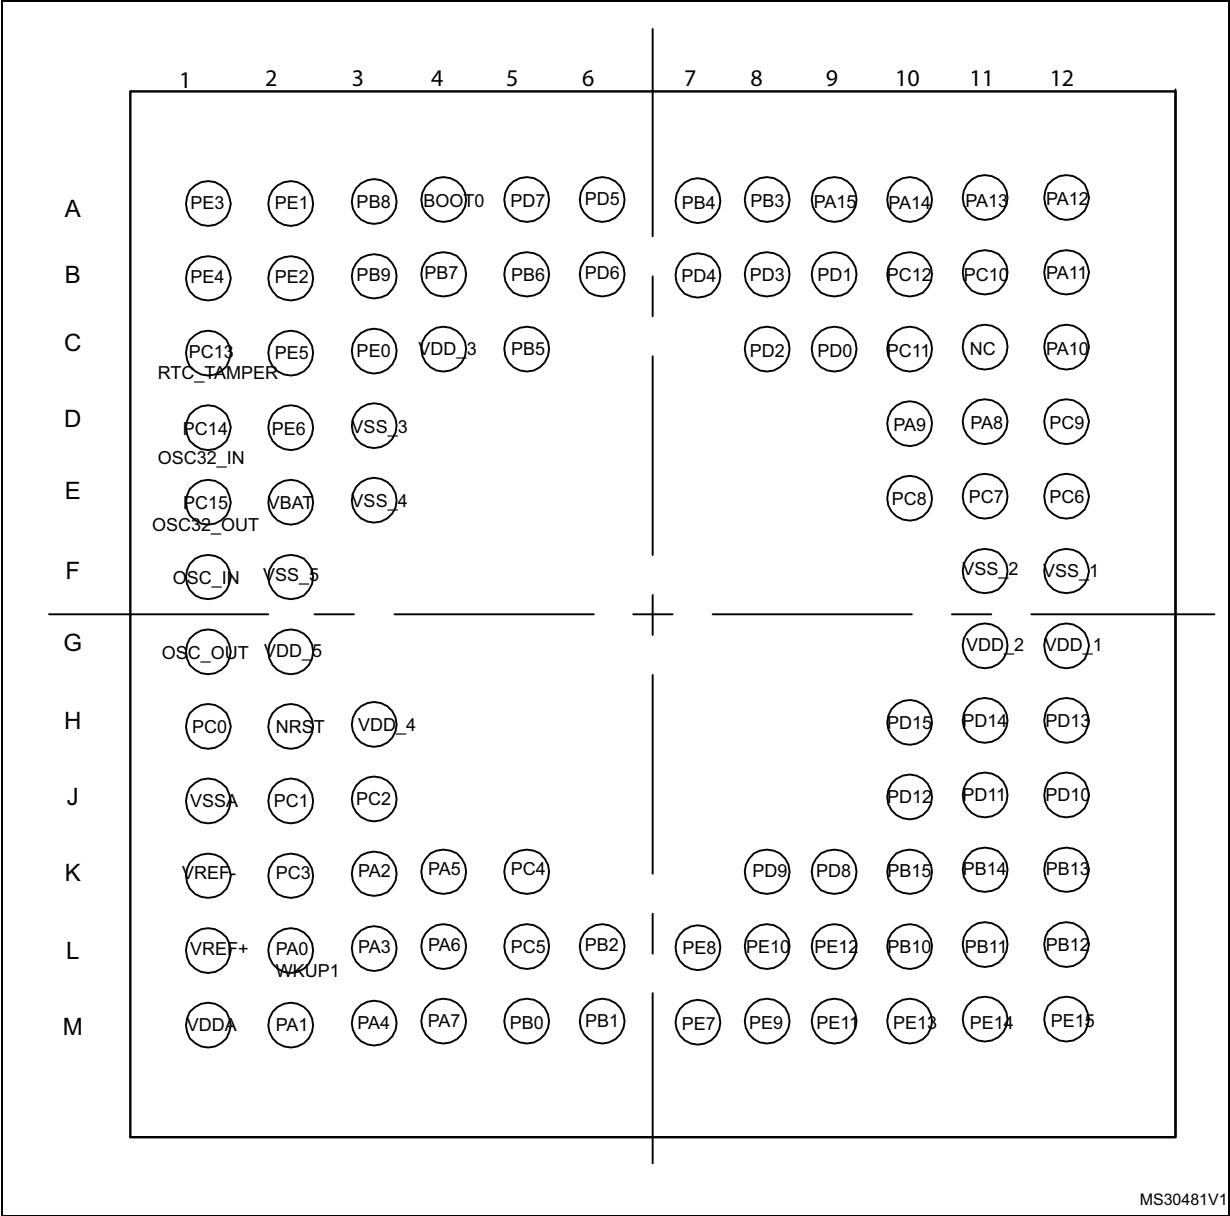 1 2 3 4 5 6 7 8 9 10 11 12
A PE3 PE1 PB8 BOOT0 PD7 PD5 PB4 PB3 PA15 PA14 PA13 PA12
B PE4 PE2 PB9 PB7 PB6 PD6 PD4 PD3 PD1 PC12 PC10 PA11
C PC13 PE5 PE0 VDD_3 PB5 PD2 PD0 PC11 NC PA10
RTC_TAMPER
D PC14 PE6 VSS_3 PA9 PA8 PC9
OSC32_IN
E PC15 VBAT VSS_4 PC8 PC7 PC6
OSC32_OUT
F OSC_IN VSS_5 VSS_2 VSS_1
G OSC_OUT VDD_5 VDD_2 VDD_1
H PC0 NRST VDD_4 PD15 PD14 PD13
J VSSA PC1 PC2 PD12 PD11 PD10
K VREF- PC3 PA2 PA5 PC4 PD9 PD8 PB15 PB14 PB13
L VREF+ PA0 PA3 PA6 PC5 PB2 PE8 PE10 PE12 PB10 PB11 PB12
WKUP1
M VDDA PA1 PA4 PA7 PB0 PB1 PE7 PE9 PE11 PE13 PE14 PE15
MS30481V1